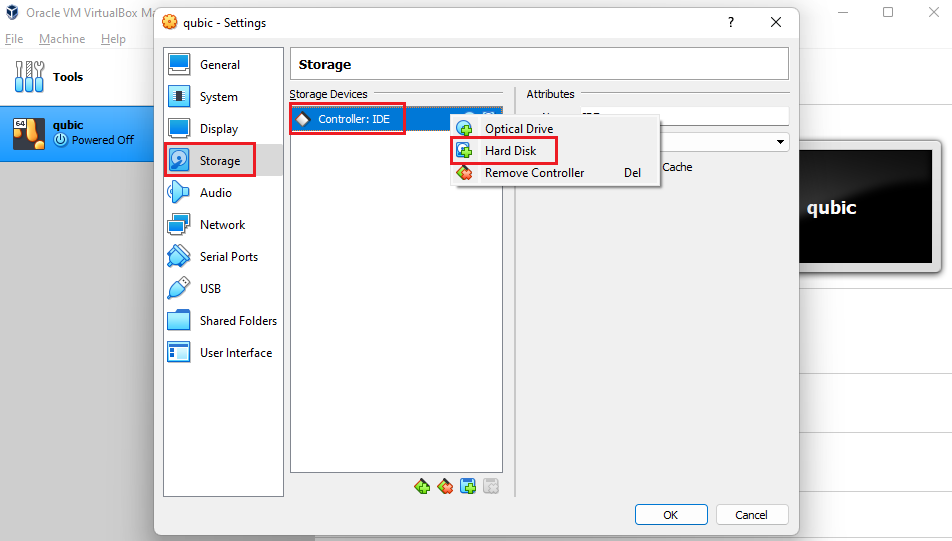 Oracle VM VirtualBox Ma
File Machine Help
Tools
64
qubic
Powered Off
qubic - Settings
?
General
System
Display
Storage
Audio
Network
Serial Ports
USB
Shared Folders
User Interface
Storage
Storage Devices
Controller: IDE
Attributes
Optical Drive
Hard Disk
Remove Controller Del
Cache
OK
Cancel
qubic